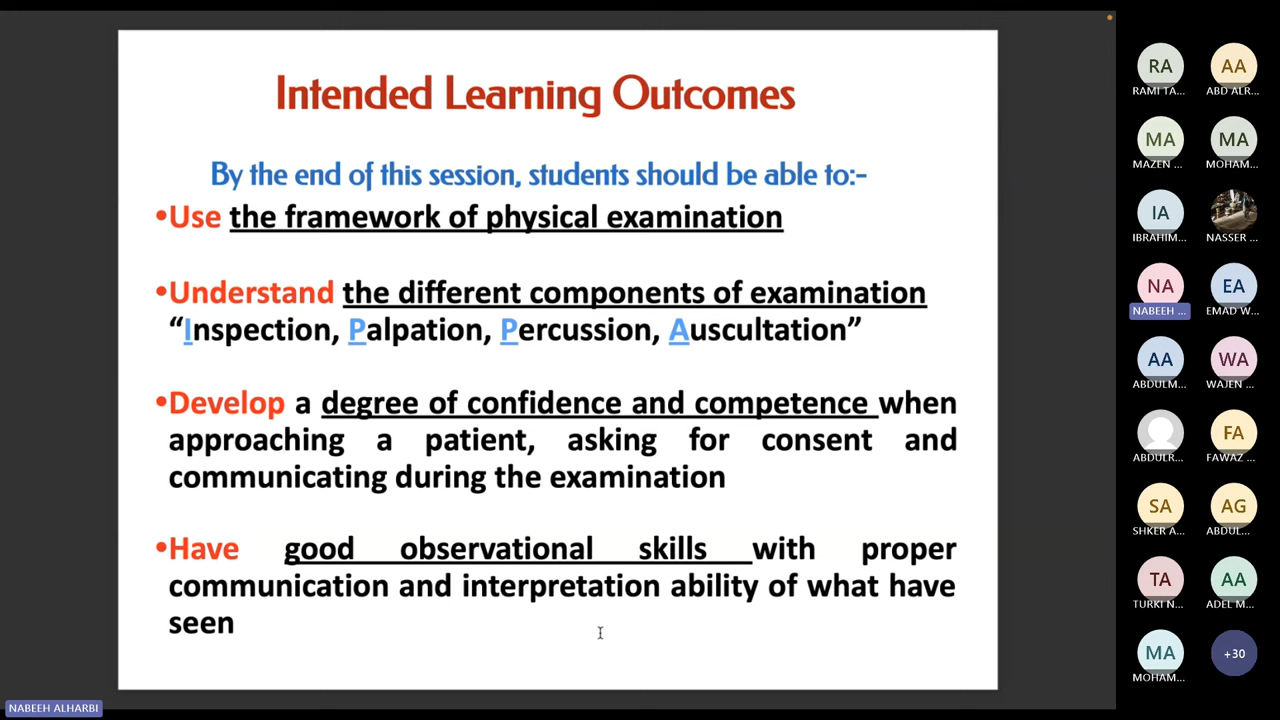 Intended Learning Outcomes
By the end of this session, students should be able to:-
•Use the framework of physical examination
•Understand the different components of examination
“Inspection, Palpation, Percussion, Auscultation”
•Develop a degree of confidence and competence when
approaching a patient, asking for consent and
communicating during the examination
•Have good observational skills with proper
communication and interpretation ability of what have
seen
RA AA
RAMI TA... ABD ALR...
MA MA
MAZEN ... MOHAM...
IA
IBRAHIM... NASSER ...
NA EA
NABEEH ... EMAD W...
AA WA
ABDULM... WAJEN ...
FA
ABDULR... FAWAZ ...
SA AG
SHKER A... ABDUL...
TA AA
TURKI N... ADEL M...
MA +30
MOHAM...
NABEEH ALHARBI